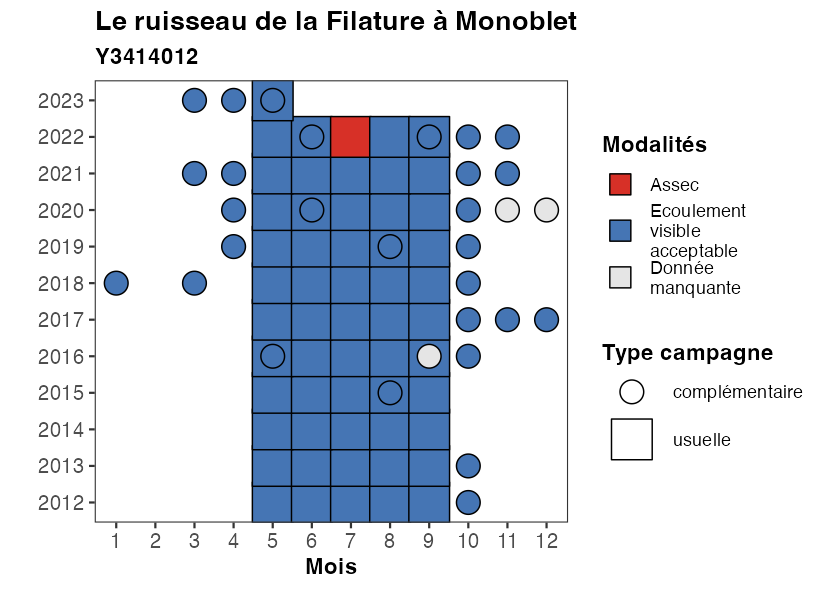 Le ruisseau de la Filature à Monoblet
Y3414012
2023
2022
2021
2020
2019
2018
2017
2016
2015
2014
2013
2012
1 2 3 4 5 6 7 8 9 10 11 12
Mois
Modalités
Assec
Ecoulement
visible
acceptable
Donnée
manquante
Type campagne
complémentaire
usuelle